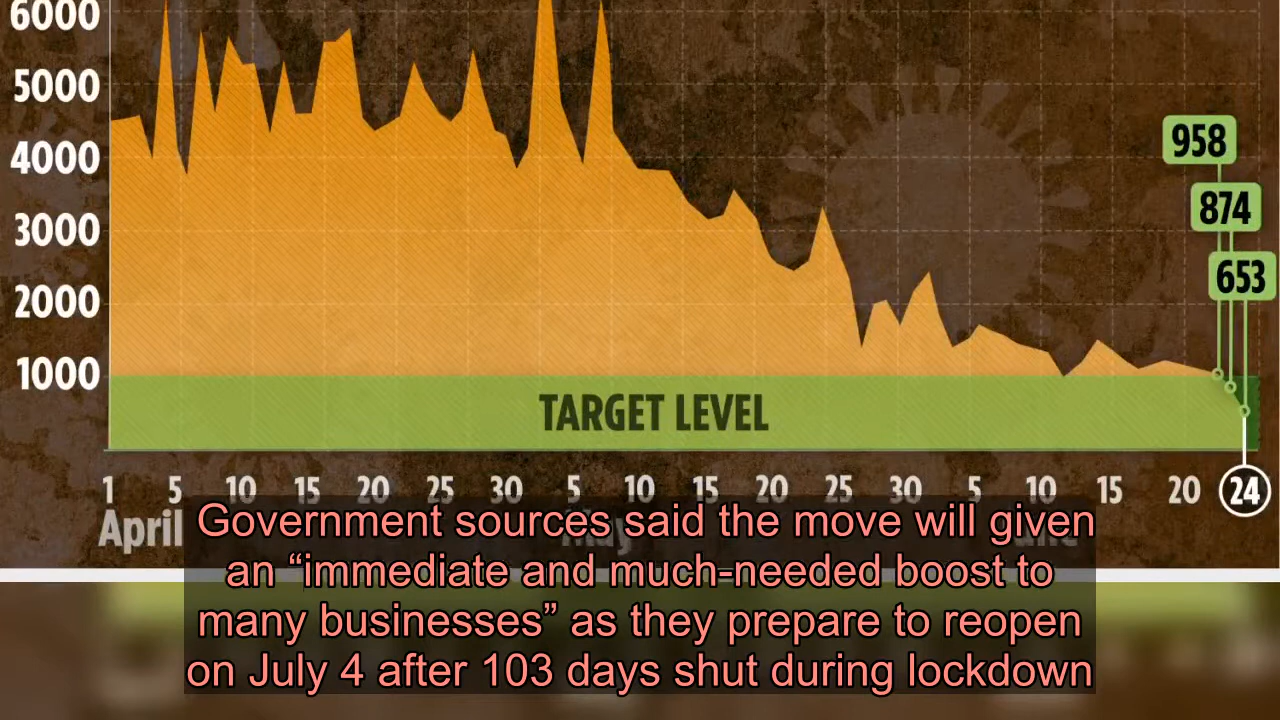 6000
5000
4000
3000
2000
1000
958
874
653
TARGET LEVEL
1 5 10 15 20 25 30 5 10 15 20 25 30 5 10 15 20 24
April
Government sources said the move will given
an “immediate and much-needed boost to
many businesses” as they prepare to reopen
on July 4 after 103 days shut during lockdown